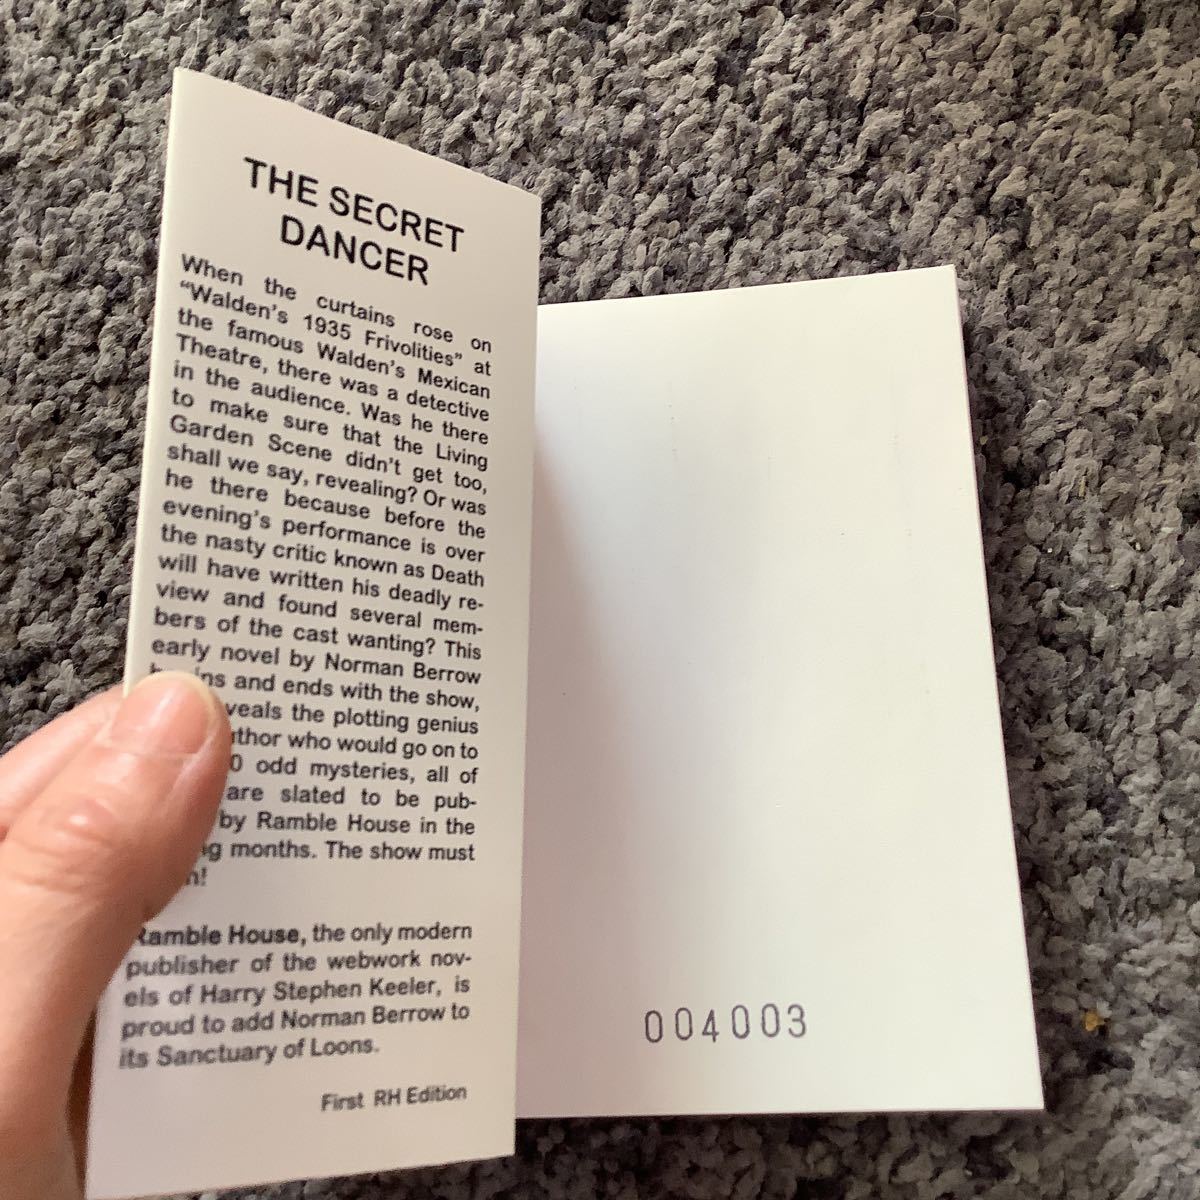 THE SECRET
DANCER
When the curtains rose on
“Walden’s 1935 Frivolities” at
the famous Walden’s Mexican
Theatre, there was a detective
in the audience. Was he there
to make sure that the Living
Garden Scene didn’t get too,
shall we say, revealing? Or was
he there because before the
evening’s performance is over
the nasty critic known as Death
will have written his deadly re-
view and found several mem-
bers of the cast wanting? This
early novel by Norman Berrow
and ends with the show,
the plotting genius
who would go on to
odd mysteries, all of
are slated to be pub-
by Ramble House in the
months. The show must
Ramble House, the only modern
publisher of the webwork nov-
els of Harry Stephen Keeler, is
proud to add Norman Berrow to
its Sanctuary of Loons.
First RH Edition
004003